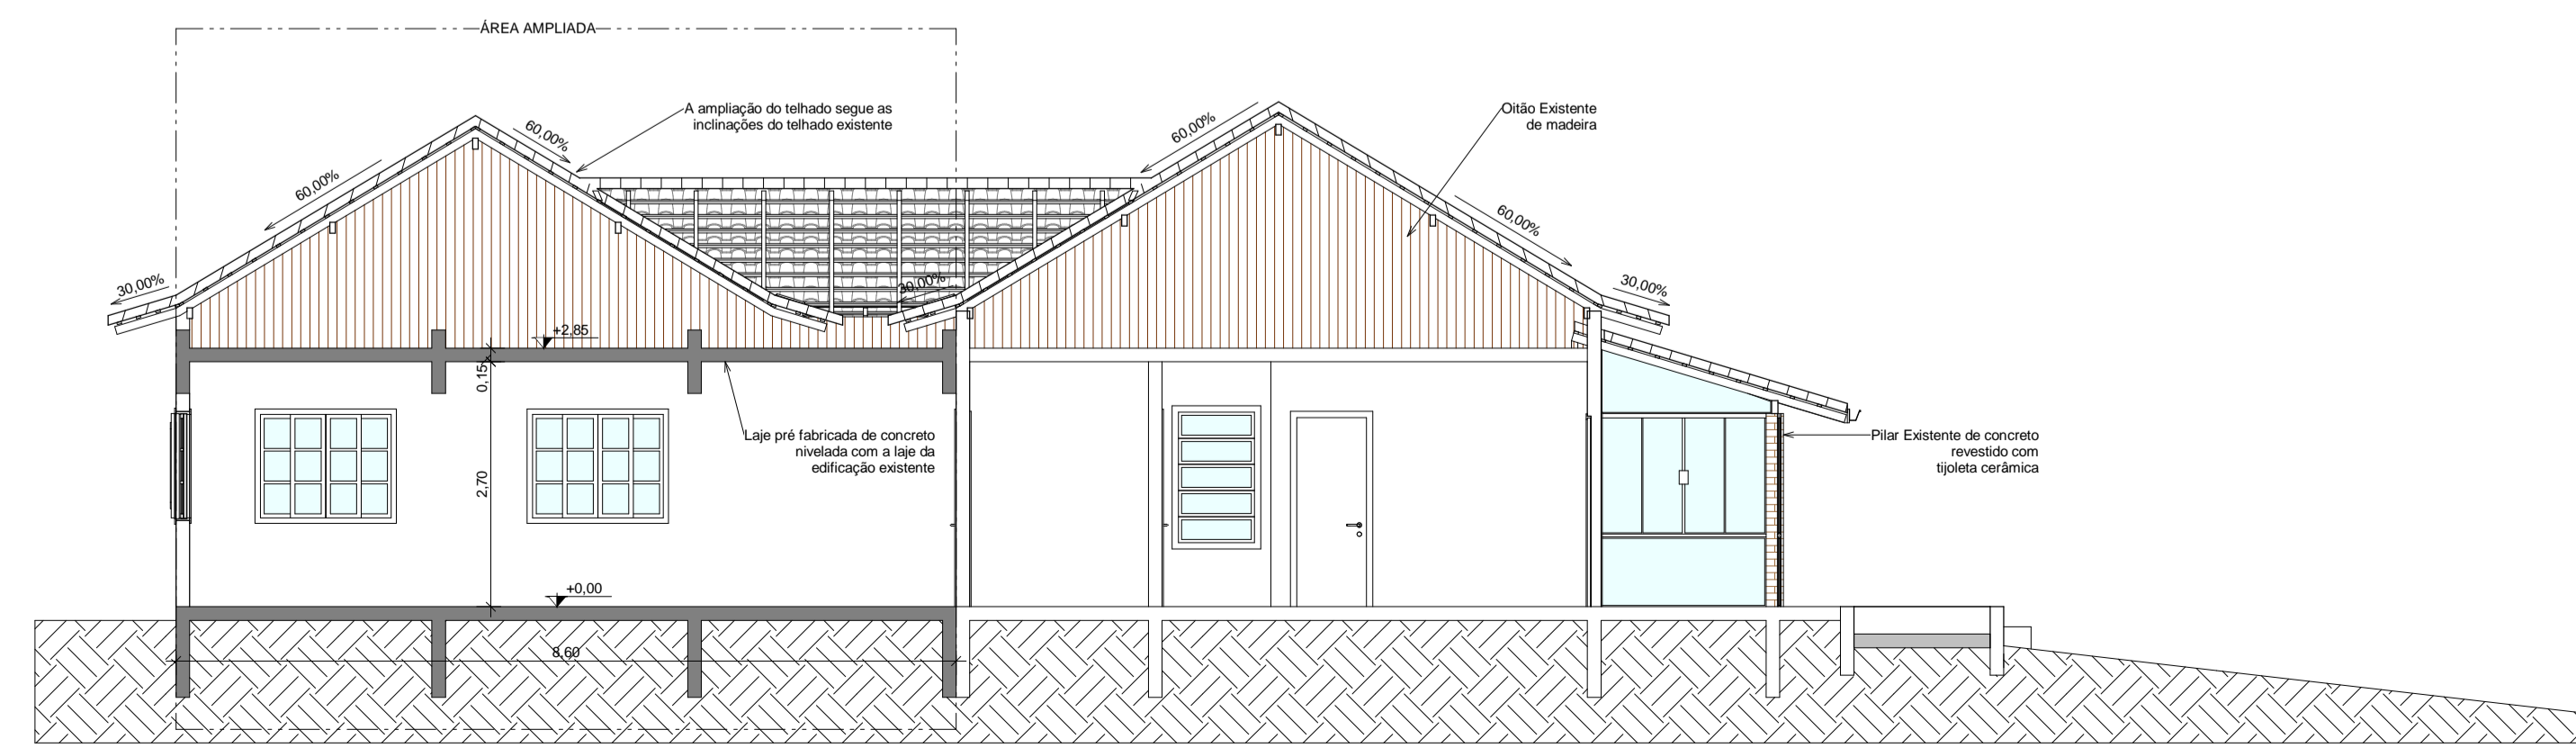 ÁREA AMPLIADA
A ampliação do telhado segue as
inclinações do telhado existente
Oitão Existente
de madeira
60,00%
60,00%
60,00%
60,00%
30,00%
30,00%
30,00%
+2,85
0,15
Laje pré fabricada de concreto
nivelada com a laje da
edificação existente
Pilar Existente de concreto
revestido com
tijoleta cerâmica
2,70
+0,00
8,60